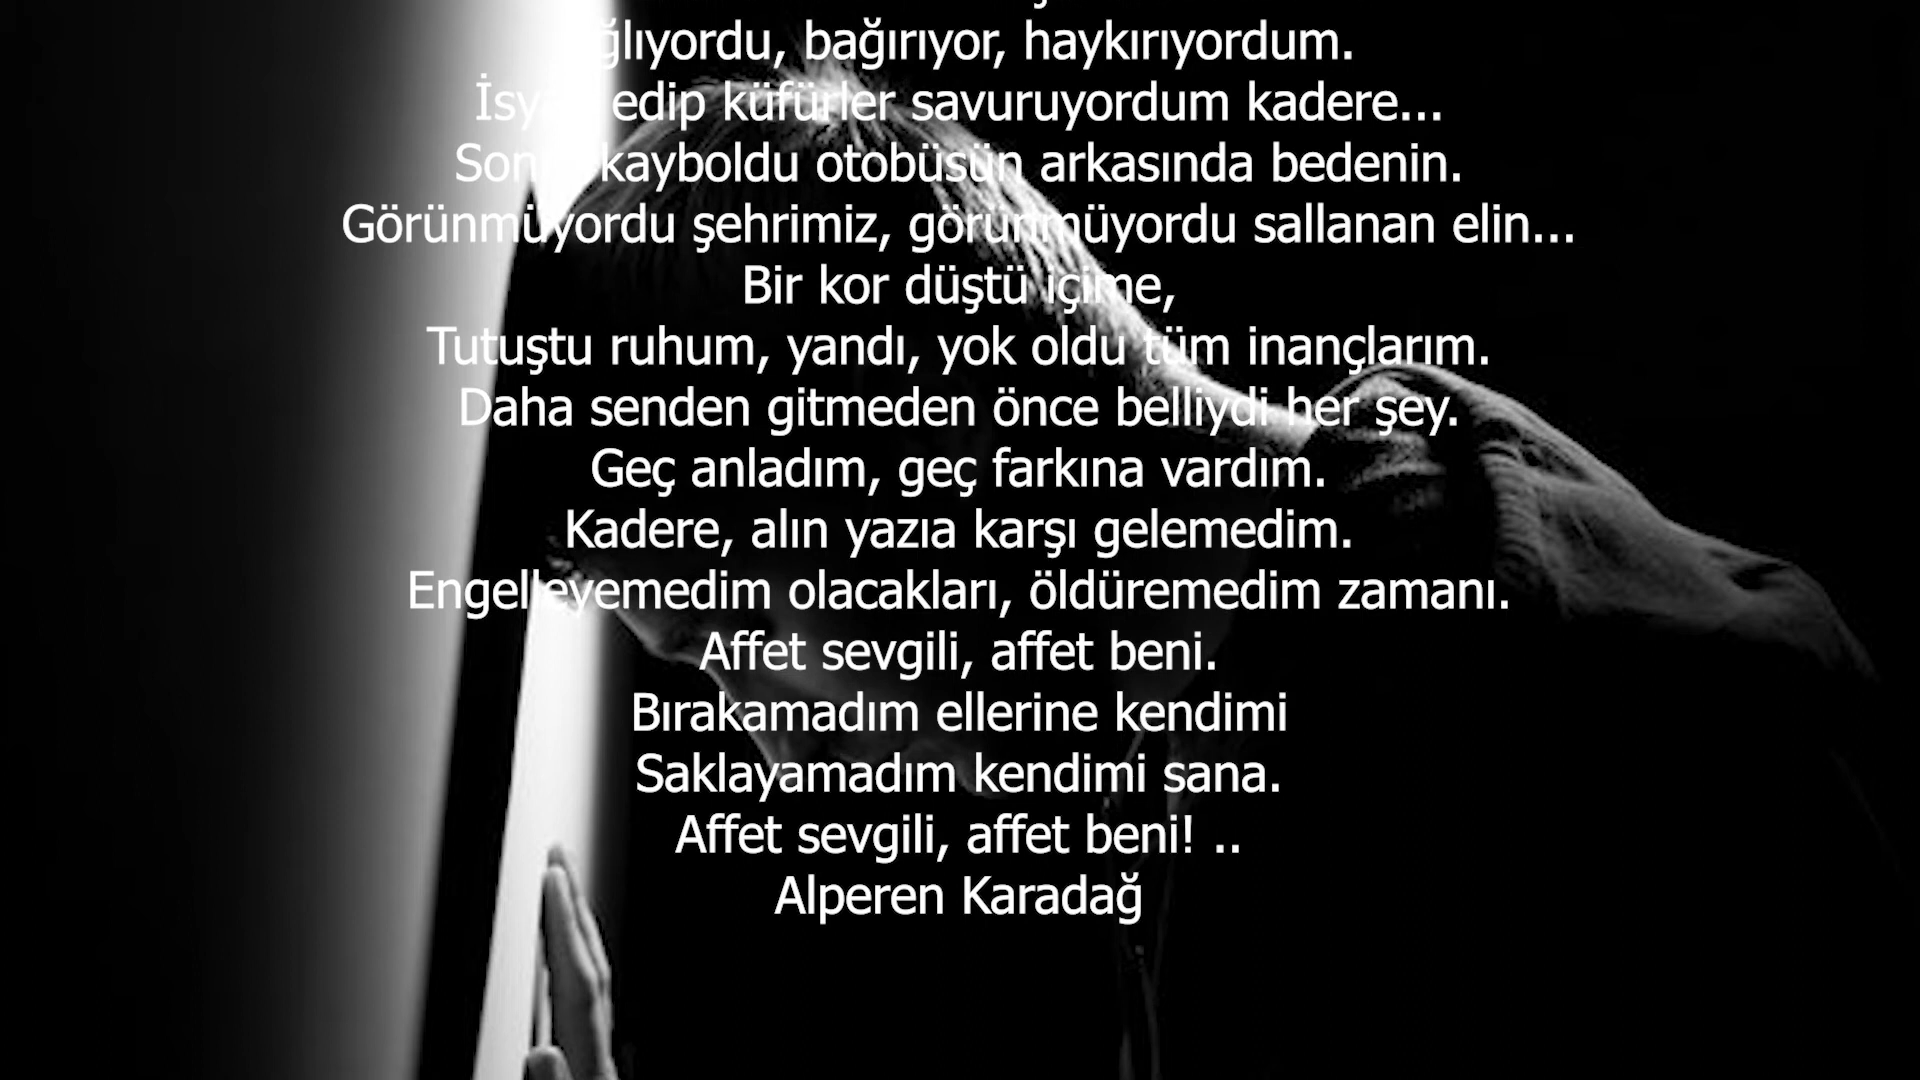 bağırıyor, haykırıyordum.
İsyan edip küfürler savuruyordum kadere...
Sonra kayboldu otobüsün arkasında bedenin.
Görünmüyordu şehrimiz, görünmüyordu sallanan elin...
Bir kor düştü içime,
Tutuştu ruhum, yandı, yok oldu tüm inançlarım.
Daha senden gitmeden önce belliydi her şey.
Geç anladım, geç farkına vardım.
Kadere, alın yazıa karşı gelemedim.
Engelleyemedim olacakları, öldüremedim zamanı.
Affet sevgili, affet beni.
Bırakamadım ellerine kendimi
Saklayamadım kendimi sana.
Affet sevgili, affet beni! ..
Alperen Karadağ